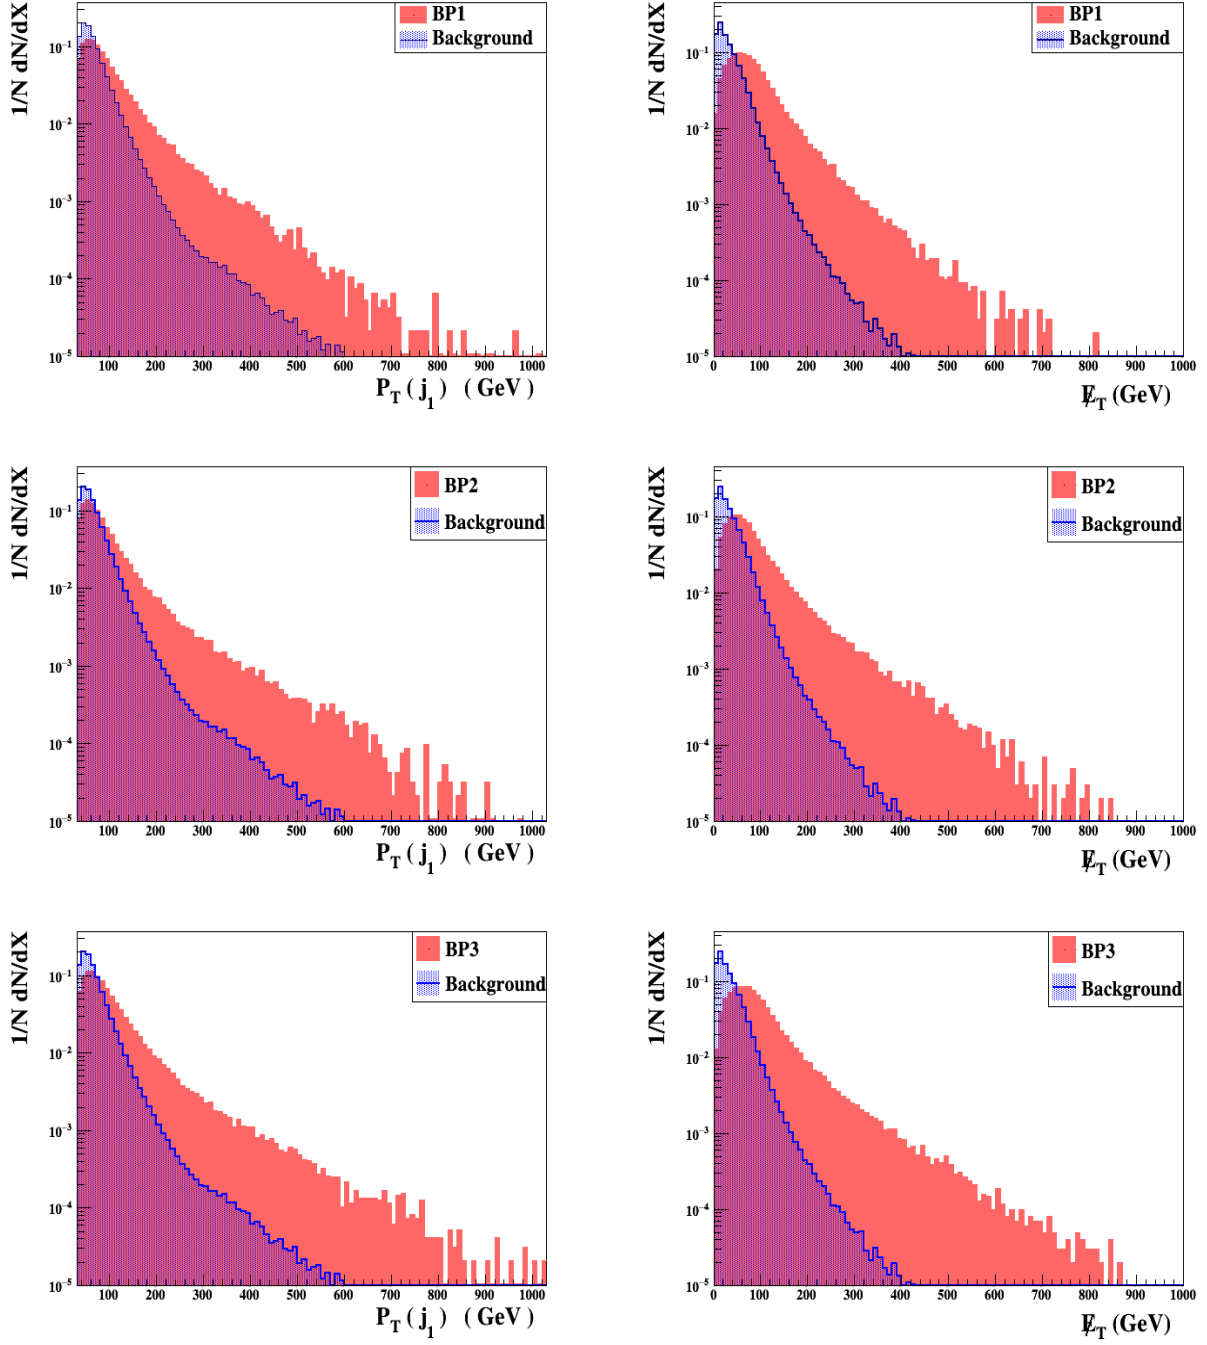 1/N dN/dX
BP1
Background
10⁻¹
10⁻²
10⁻³
10⁻⁴
10⁻⁵
100 200 300 400 500 600 700 800 900 1000
P_T ( j_1 ) ( GeV )
1/N dN/dX
BP1
Background
10⁻¹
10⁻²
10⁻³
10⁻⁴
10⁻⁵
0 100 200 300 400 500 600 700 800 900 1000
E̸_T (GeV)
1/N dN/dX
BP2
Background
10⁻¹
10⁻²
10⁻³
10⁻⁴
10⁻⁵
100 200 300 400 500 600 700 800 900 1000
P_T ( j_1 ) ( GeV )
1/N dN/dX
BP2
Background
10⁻¹
10⁻²
10⁻³
10⁻⁴
10⁻⁵
0 100 200 300 400 500 600 700 800 900 1000
E̸_T (GeV)
1/N dN/dX
BP3
Background
10⁻¹
10⁻²
10⁻³
10⁻⁴
10⁻⁵
100 200 300 400 500 600 700 800 900 1000
P_T ( j_1 ) ( GeV )
1/N dN/dX
BP3
Background
10⁻¹
10⁻²
10⁻³
10⁻⁴
10⁻⁵
0 100 200 300 400 500 600 700 800 900 1000
E̸_T (GeV)